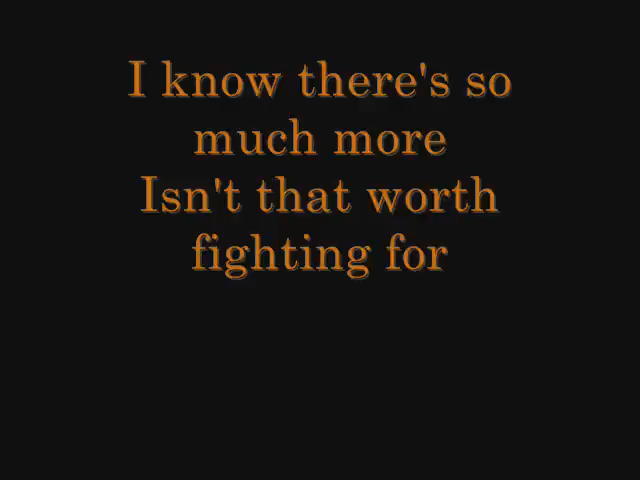 I know there's so
much more
Isn't that worth
fighting for